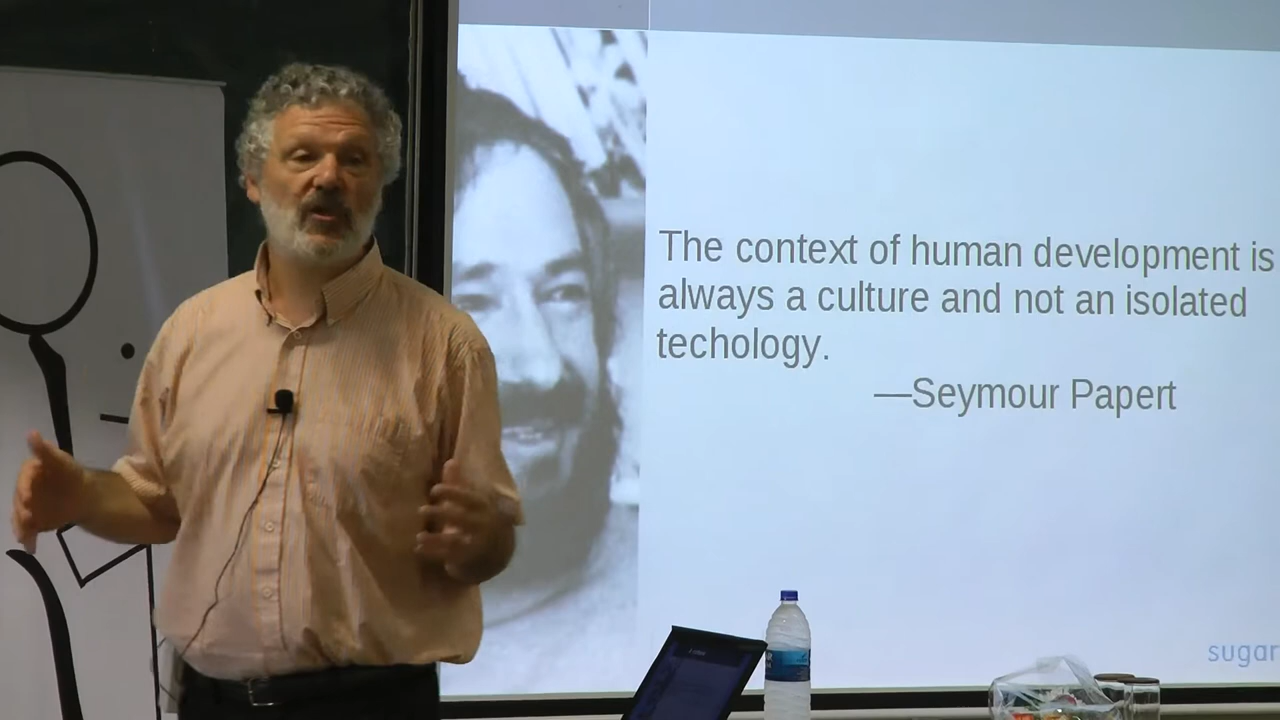 The context of human development is
always a culture and not an isolated
techology.
—Seymour Papert
sugar